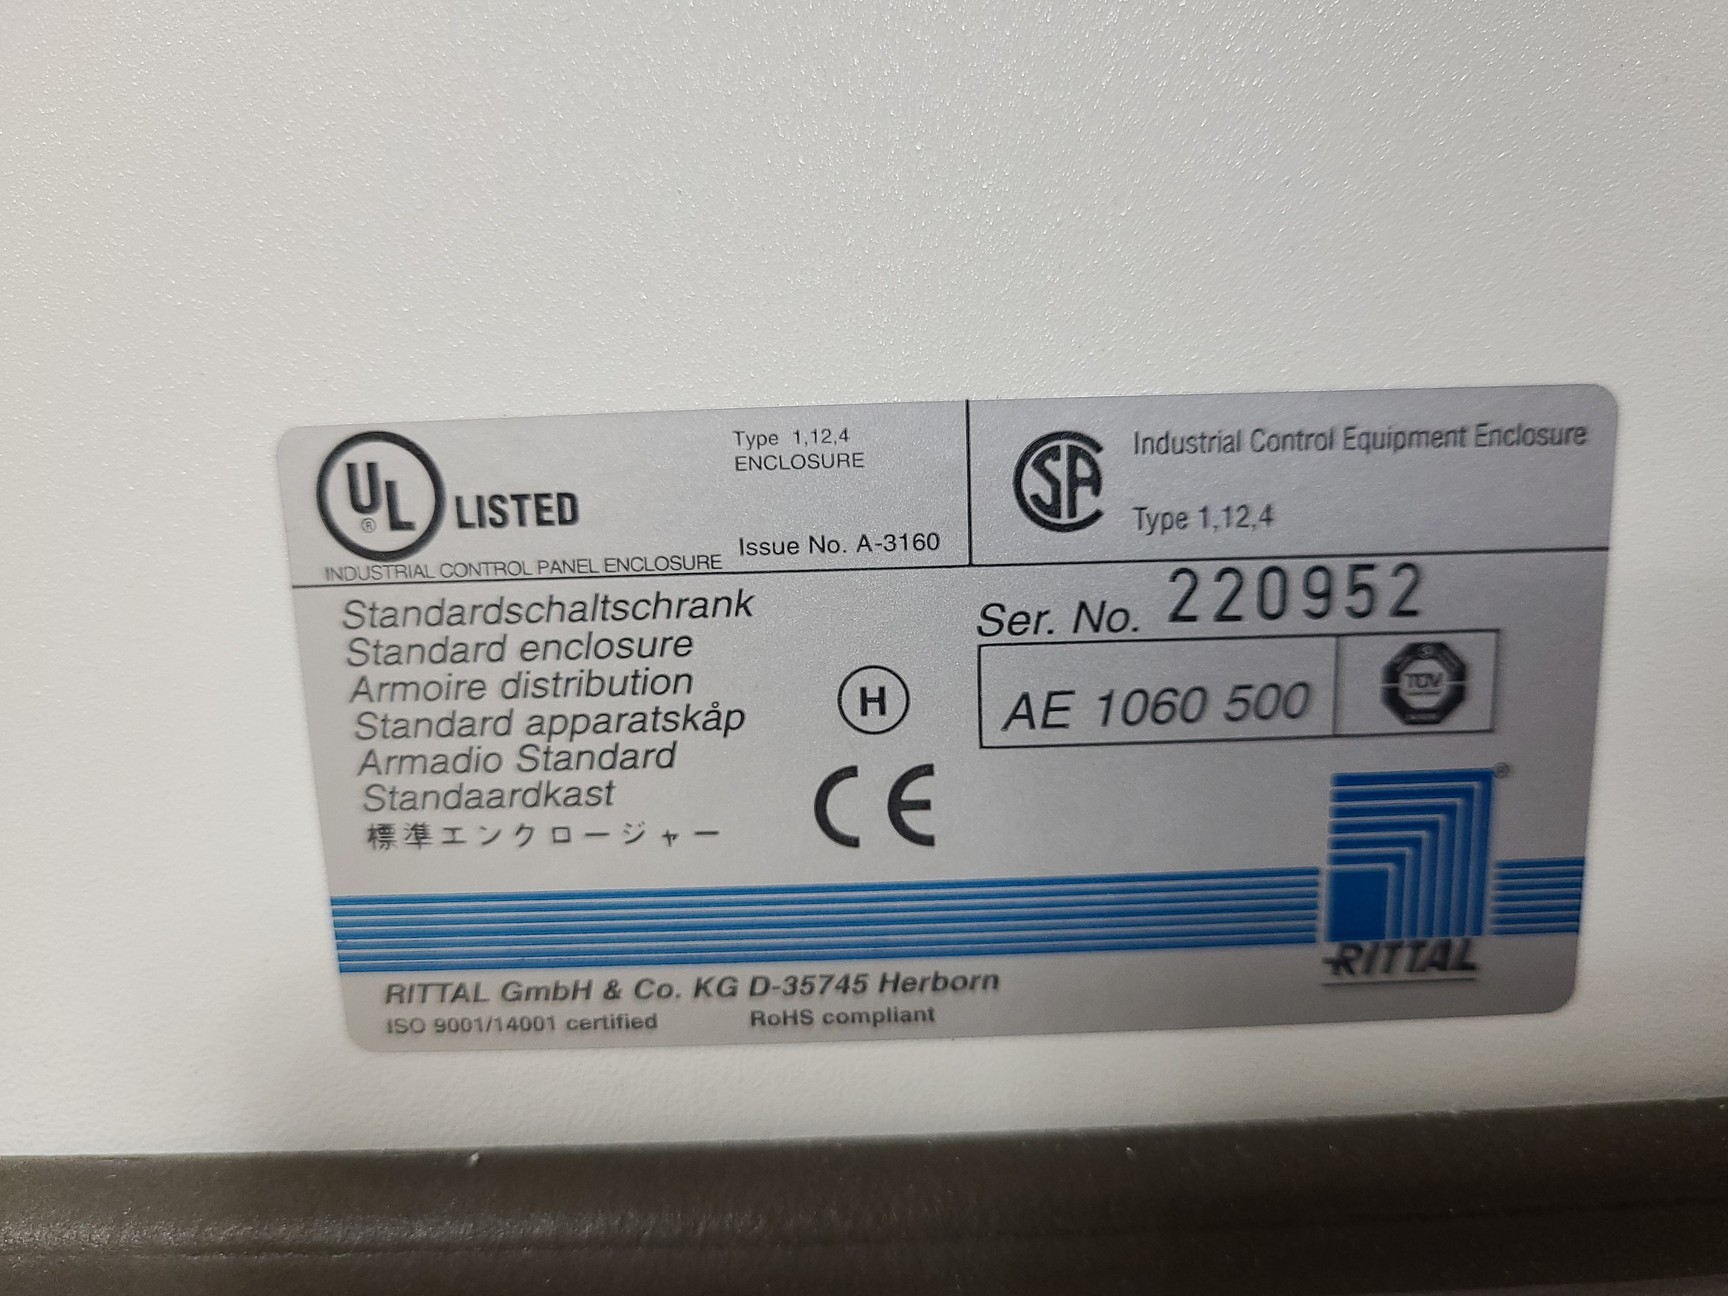 UL® LISTED
INDUSTRIAL CONTROL PANEL ENCLOSURE
Type 1,12,4
ENCLOSURE
Issue No. A-3160
SA
Industrial Control Equipment Enclosure
Type 1,12,4
Standardschaltschrank
Standard enclosure
Armoire distribution
Standard apparatskåp
Armadio Standard
Standaardkast
標準エンクロージャー
H
CE
Ser. No. 220952
AE 1060 500
TÜV
®
RITTAL
RITTAL GmbH & Co. KG D-35745 Herborn
ISO 9001/14001 certified RoHS compliant